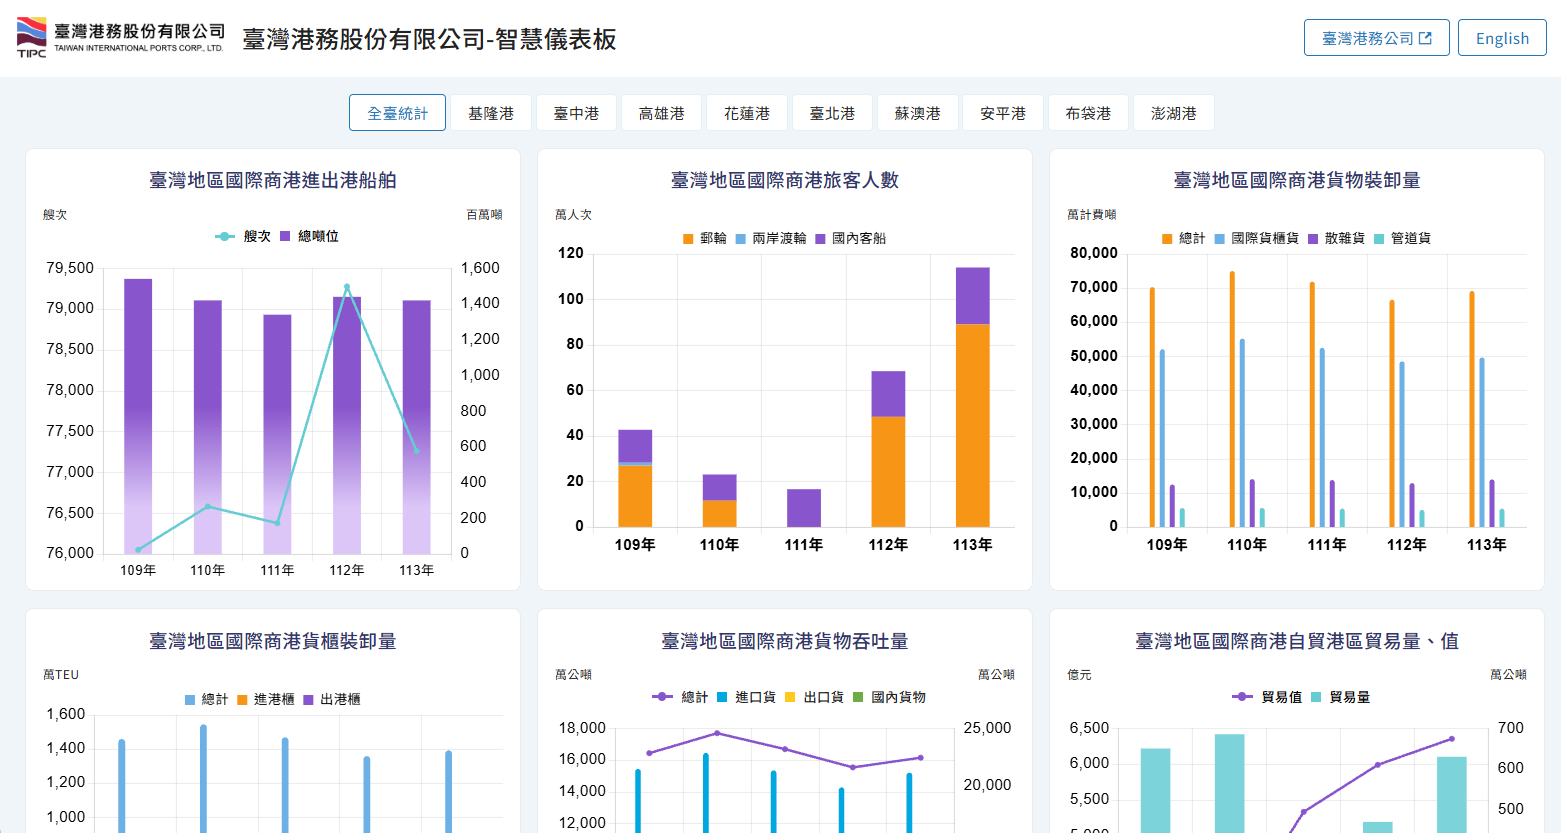 臺灣港務股份有限公司
TAIWAN INTERNATIONAL PORTS CORP., LTD.
TIPC
臺灣港務股份有限公司-智慧儀表板
臺灣港務公司
English
全臺統計 基隆港 臺中港 高雄港 花蓮港 臺北港 蘇澳港 安平港 布袋港 澎湖港
臺灣地區國際商港進出港船舶
艘次 百萬噸
艘次 總噸位
79,500 1,600
79,000 1,400
78,500 1,200
78,000 1,000
77,500 800
77,000 600
76,500 400
76,000 200
0
109年 110年 111年 112年 113年
臺灣地區國際商港旅客人數
萬人次
郵輪 兩岸渡輪 國內客船
120
100
80
60
40
20
0
109年 110年 111年 112年 113年
臺灣地區國際商港貨物裝卸量
萬計費噸
總計 國際貨櫃貨 散雜貨 管道貨
80,000
70,000
60,000
50,000
40,000
30,000
20,000
10,000
0
109年 110年 111年 112年 113年
臺灣地區國際商港貨櫃裝卸量
萬TEU
總計 進港櫃 出港櫃
1,600
1,400
1,200
1,000
臺灣地區國際商港貨物吞吐量
萬公噸 萬公噸
總計 進口貨 出口貨 國內貨物
18,000 25,000
16,000
14,000 20,000
12,000
臺灣地區國際商港自貿港區貿易量、值
億元 萬公噸
貿易值 貿易量
6,500 700
6,000 600
5,500 500
5,000